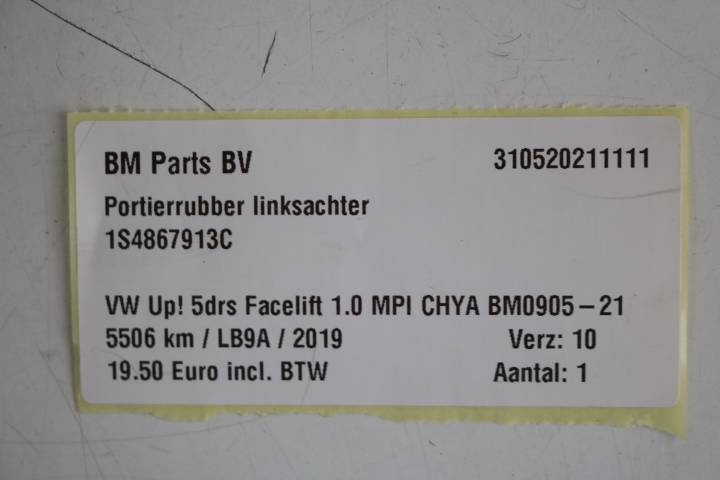 BM Parts BV 310520211111
Portierrubber linksachter
1S4867913C
VW Up! 5drs Facelift 1.0 MPI CHYA BM0905-21
5506 km / LB9A / 2019 Verz: 10
19.50 Euro incl. BTW Aantal: 1